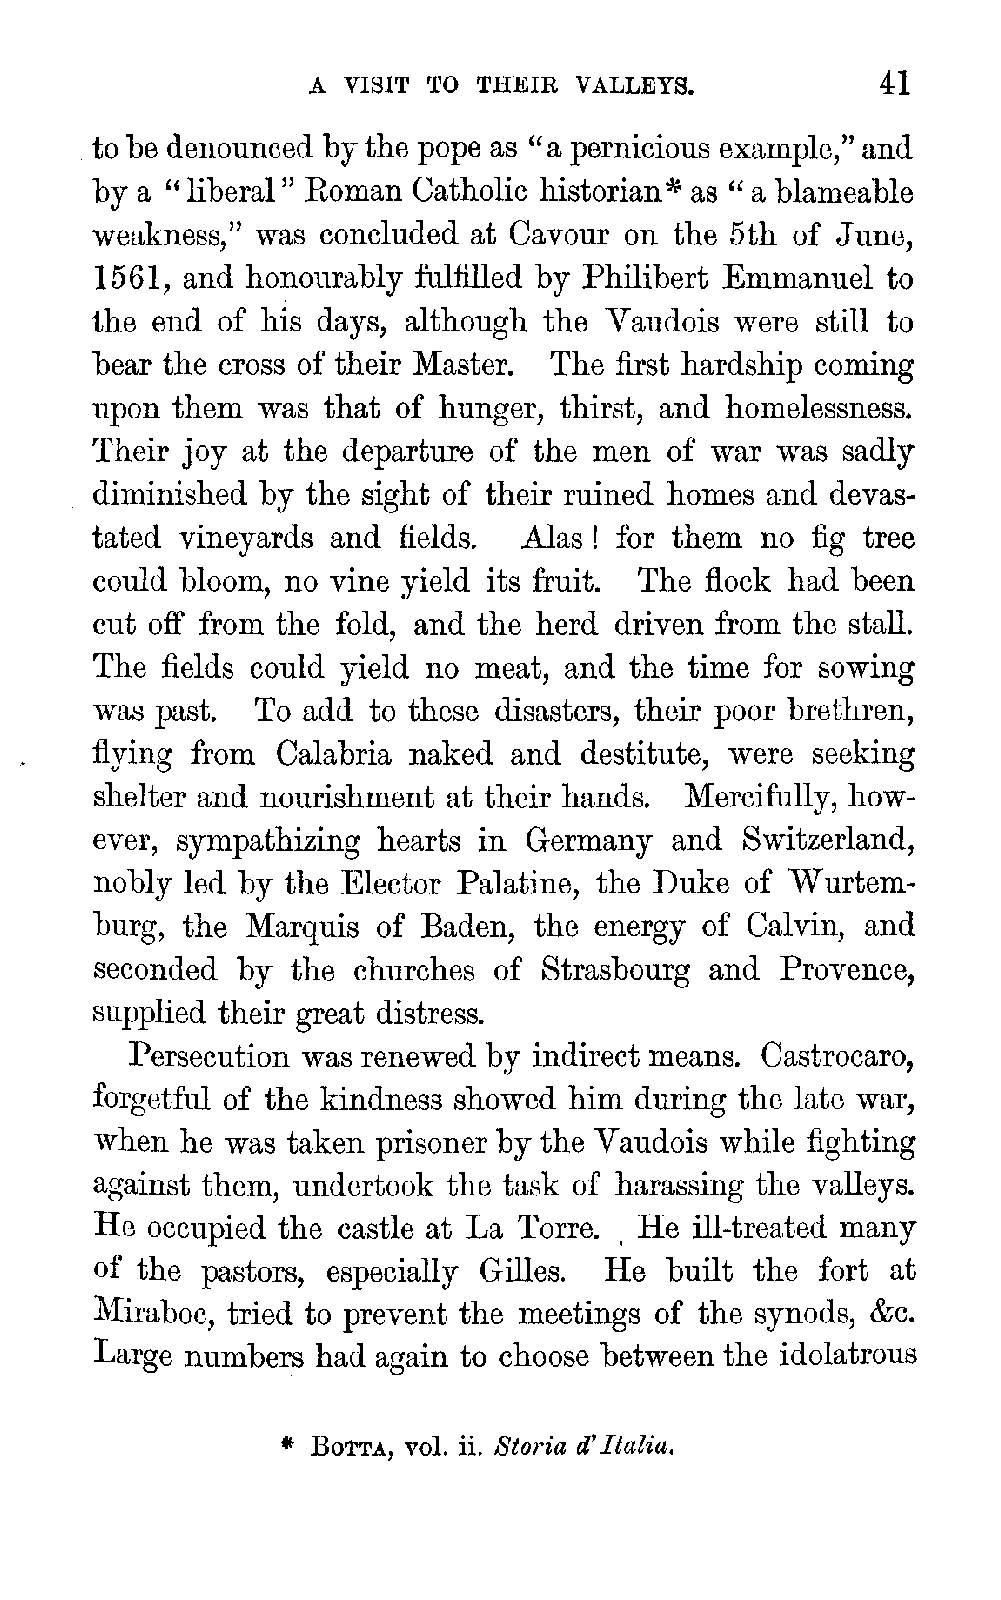 A VISIT TO THEIR VALLEYS. 41
to be denounced by the pope as “a pernicious example,” and
by a “liberal” Roman Catholic historian* as “a blameable
weakness,” was concluded at Cavour on the 5th of June,
1561, and honourably fulfilled by Philibert Emmanuel to
the end of his days, although the Vaudois were still to
bear the cross of their Master. The first hardship coming
upon them was that of hunger, thirst, and homelessness.
Their joy at the departure of the men of war was sadly
diminished by the sight of their ruined homes and devas-
tated vineyards and fields. Alas! for them no fig tree
could bloom, no vine yield its fruit. The flock had been
cut off from the fold, and the herd driven from the stall.
The fields could yield no meat, and the time for sowing
was past. To add to these disasters, their poor brethren,
flying from Calabria naked and destitute, were seeking
shelter and nourishment at their hands. Mercifully, how-
ever, sympathizing hearts in Germany and Switzerland,
nobly led by the Elector Palatine, the Duke of Wurtem-
burg, the Marquis of Baden, the energy of Calvin, and
seconded by the churches of Strasbourg and Provence,
supplied their great distress.
Persecution was renewed by indirect means. Castrocaro,
forgetful of the kindness showed him during the late war,
when he was taken prisoner by the Vaudois while fighting
against them, undertook the task of harassing the valleys.
He occupied the castle at La Torre. He ill-treated many
of the pastors, especially Gilles. He built the fort at
Miraboc, tried to prevent the meetings of the synods, &c.
Large numbers had again to choose between the idolatrous
* BOTTA, vol. ii. Storia d'Italia.